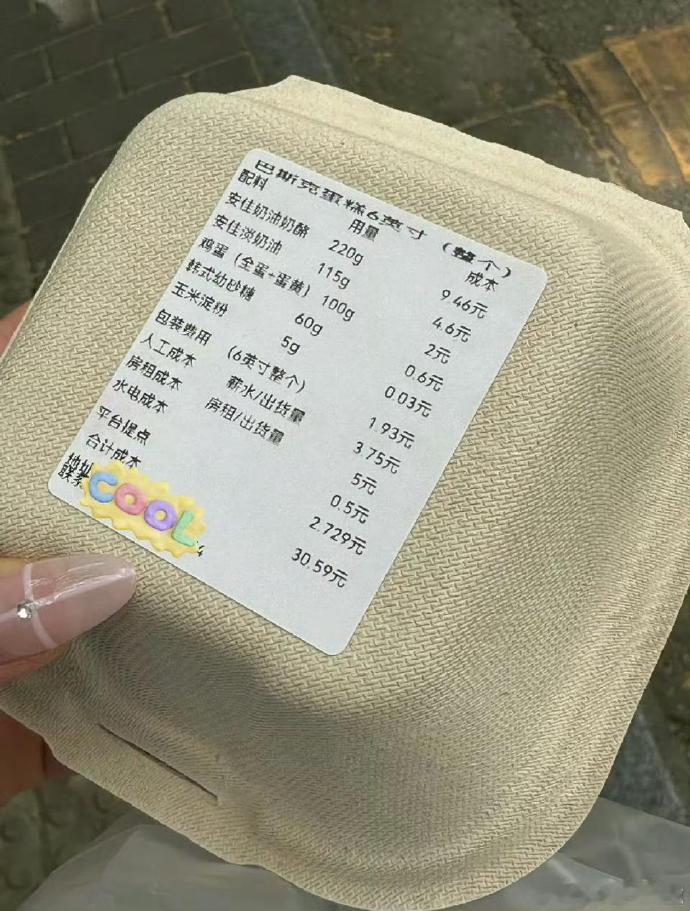 巴斯克蛋糕6英寸（整个）
配料 用量 成本
安佳奶油奶酪 220g 9.46元
安佳淡奶油 115g 4.6元
鸡蛋（全蛋+蛋黄） 100g 2元
韩式幼砂糖 60g 0.6元
玉米淀粉 5g 0.03元
包装费用 （6英寸整个） 1.93元
人工成本 薪水/出货量 3.75元
房租成本 房租/出货量 5元
水电成本 0.5元
平台提点 2.729元
合计成本 30.59元
地址
联系
COOL